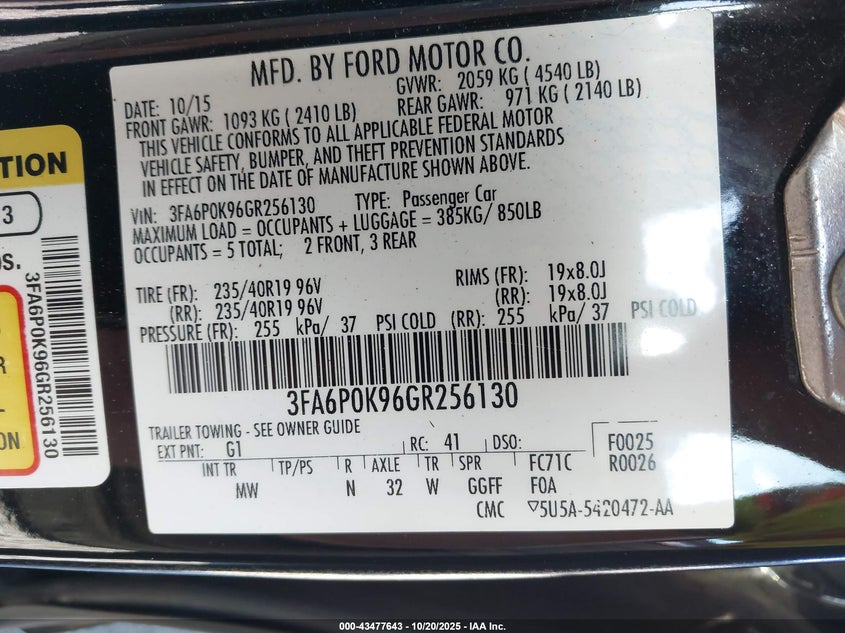 MFD. BY FORD MOTOR CO.
DATE: 10/15 GVWR: 2059 KG ( 4540 LB)
FRONT GAWR: 1093 KG ( 2410 LB) REAR GAWR: 971 KG ( 2140 LB)
THIS VEHICLE CONFORMS TO ALL APPLICABLE FEDERAL MOTOR
VEHICLE SAFETY, BUMPER, AND THEFT PREVENTION STANDARDS
IN EFFECT ON THE DATE OF MANUFACTURE SHOWN ABOVE.
VIN: 3FA6P0K96GR256130 TYPE: Passenger Car
MAXIMUM LOAD = OCCUPANTS + LUGGAGE = 385KG/ 850LB
OCCUPANTS = 5 TOTAL; 2 FRONT, 3 REAR
TIRE (FR): 235/40R19 96V RIMS (FR): 19x8.0J
(RR): 235/40R19 96V (RR): 19x8.0J
PRESSURE (FR): 255 kPa/ 37 PSI COLD (RR): 255 kPa/ 37 PSI COLD
3FA6P0K96GR256130
TRAILER TOWING - SEE OWNER GUIDE
EXT PNT: G1 RC: 41 DSO: F0025
R0026
INT TR TP/PS R AXLE TR SPR FC71C
MW N 32 W GGFF F0A
CMC ▽5U5A-5420472-AA
TION
3
S.
3FA6P0K96GR256130
O
R
L-
ON
000-43477643 | 10/20/2025 - IAA Inc.